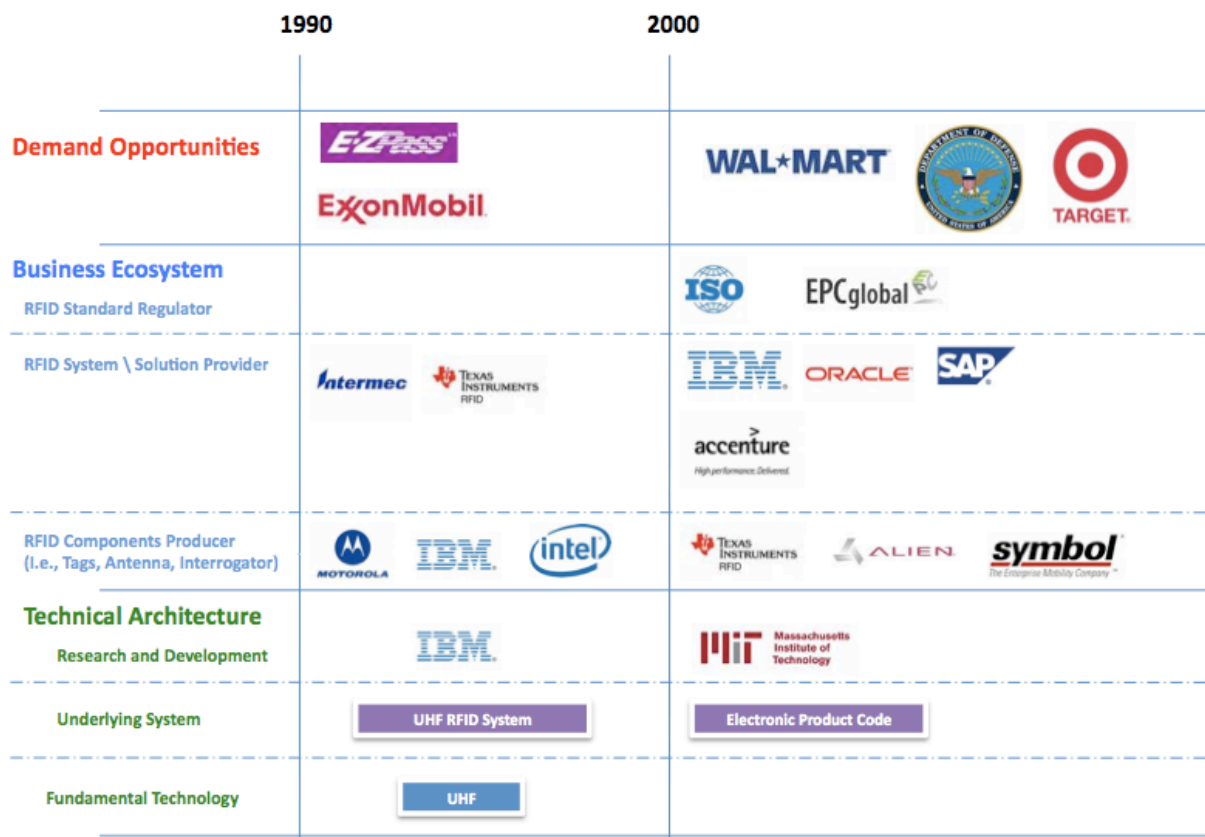 1990 2000
Demand Opportunities
E-ZPass
ExxonMobil
WAL★MART
DEPARTMENT OF DEFENSE
UNITED STATES OF AMERICA
TARGET
Business Ecosystem
RFID Standard Regulator
ISO
EPCglobal
RFID System \ Solution Provider
Intermec
TEXAS
INSTRUMENTS
RFID
IBM
ORACLE
SAP
accenture
High performance. Delivered.
RFID Components Producer
(I.e., Tags, Antenna, Interrogator)
MOTOROLA
IBM
intel
TEXAS
INSTRUMENTS
RFID
ALIEN
symbol
The Enterprise Mobility Company ™
Technical Architecture
Research and Development
IBM
MIT
Massachusetts
Institute of
Technology
Underlying System
UHF RFID System
Electronic Product Code
Fundamental Technology
UHF